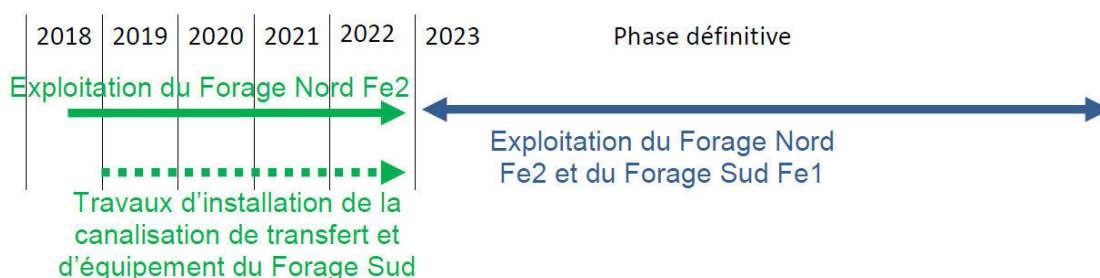 2018 2019 2020 2021 2022 2023 Phase définitive
Exploitation du Forage Nord Fe2
Exploitation du Forage Nord
Fe2 et du Forage Sud Fe1
Travaux d'installation de la
canalisation de transfert et
d'équipement du Forage Sud